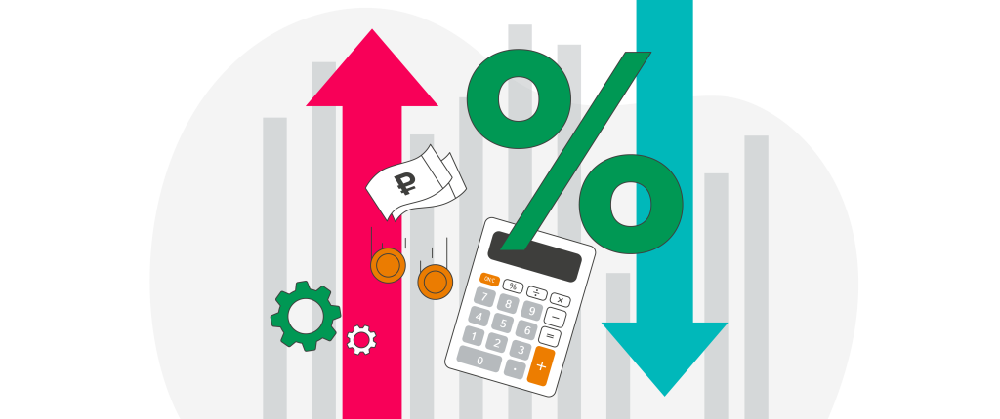 %
₽
ON/C % ÷ ×
7 8 9 −
4 5 6 =
1 2 3 +
0 .